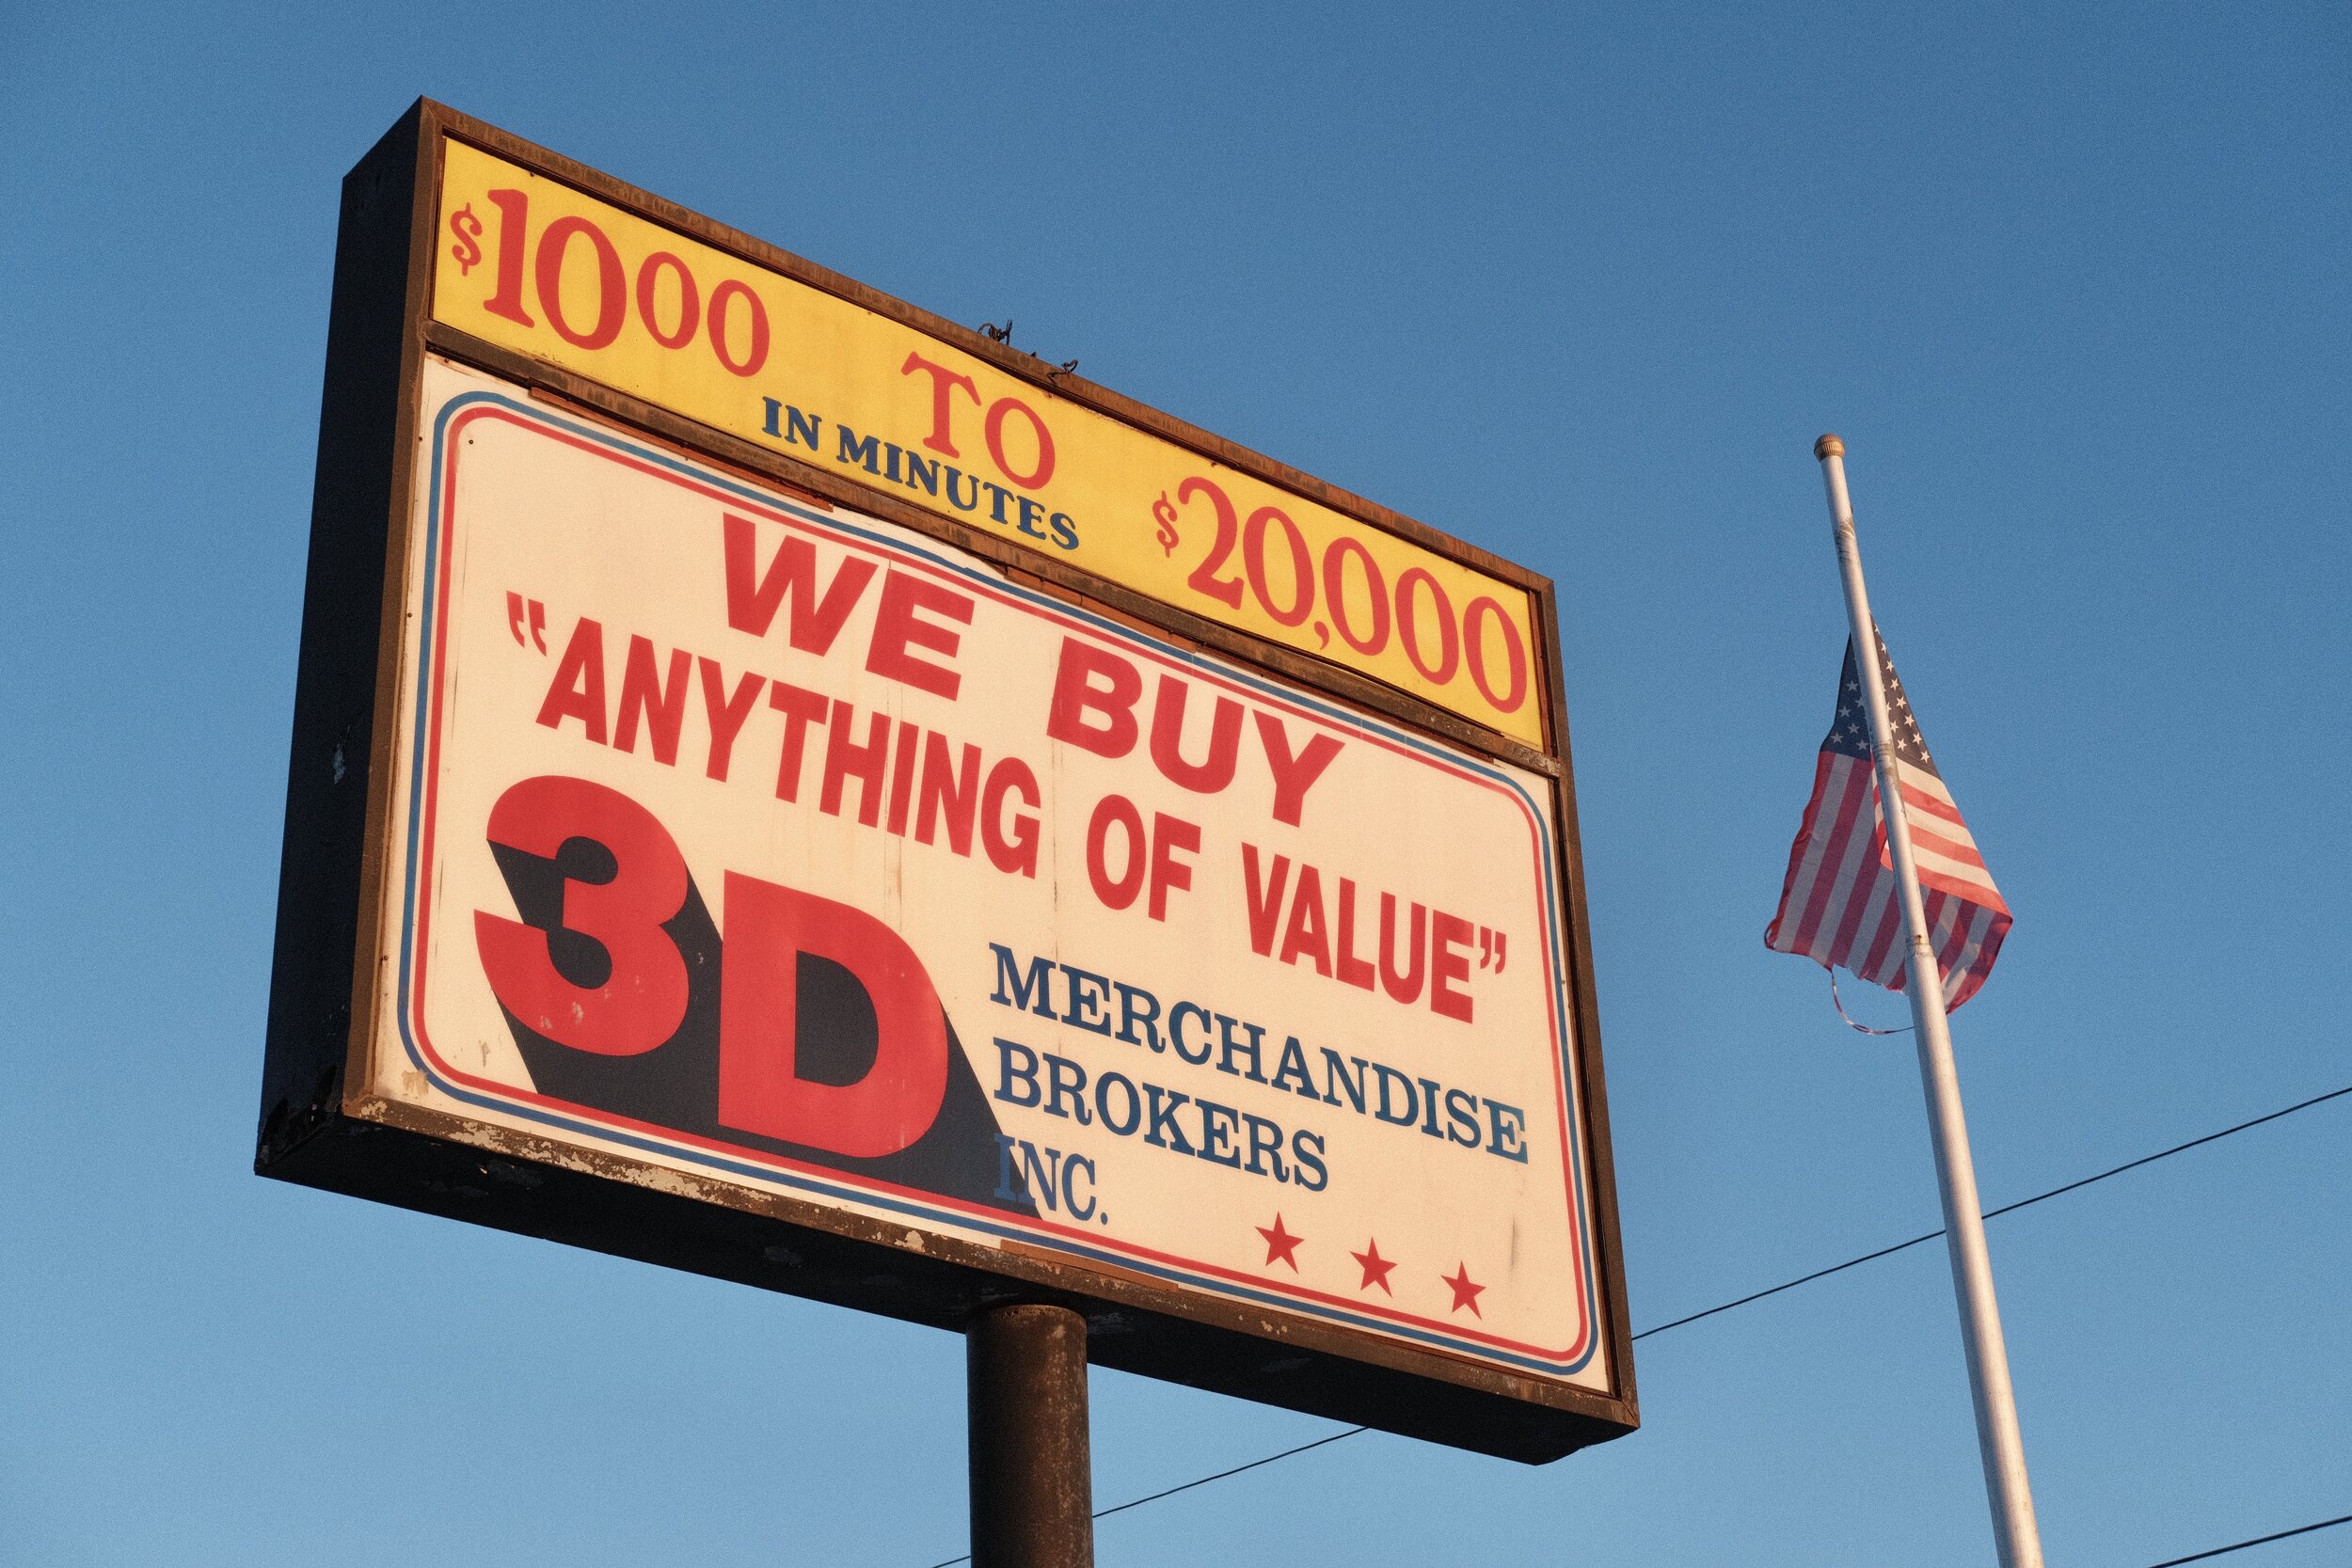 $1000 TO $20,000
IN MINUTES
WE BUY
“ANYTHING OF VALUE”
3D
MERCHANDISE
BROKERS
INC.